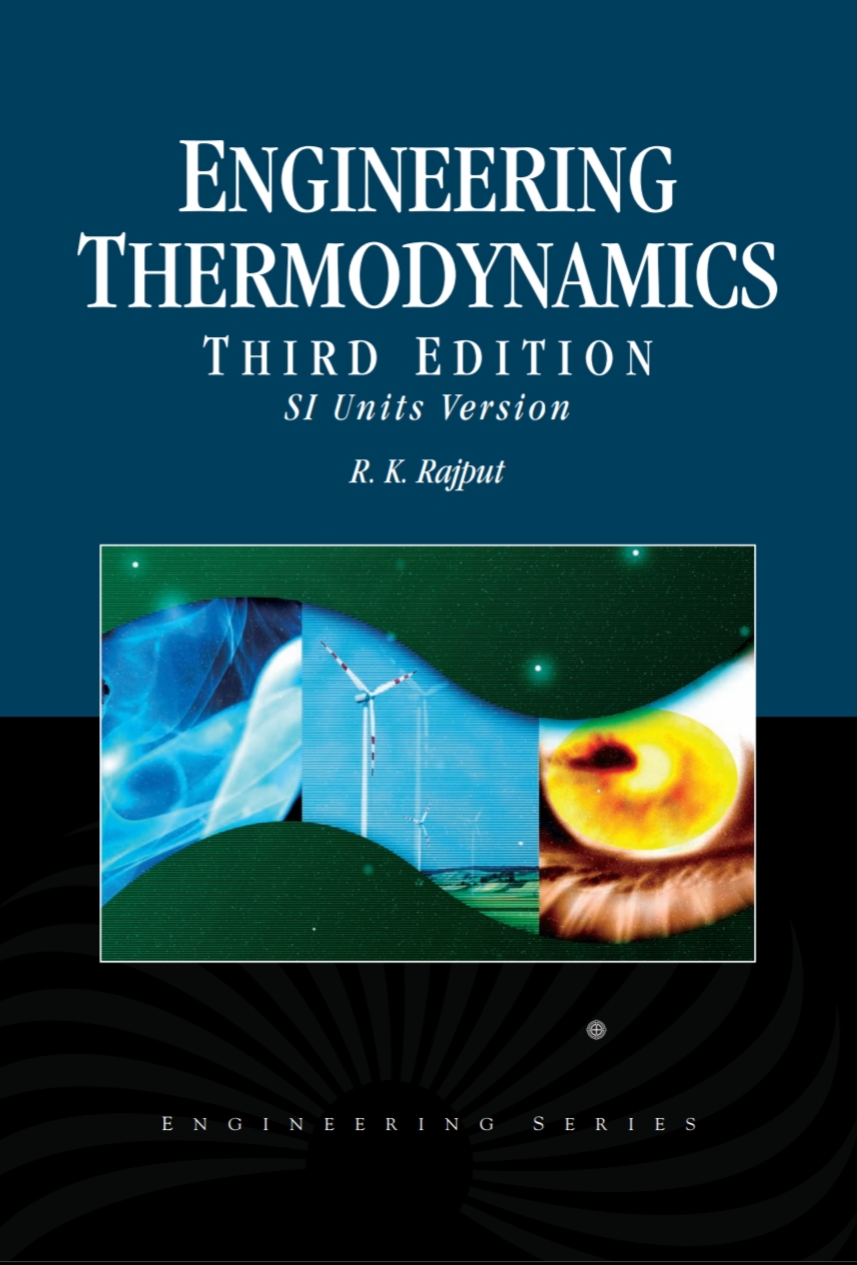 ENGINEERING
THERMODYNAMICS
THIRD EDITION
SI Units Version
R. K. Rajput
ENGINEERING SERIES